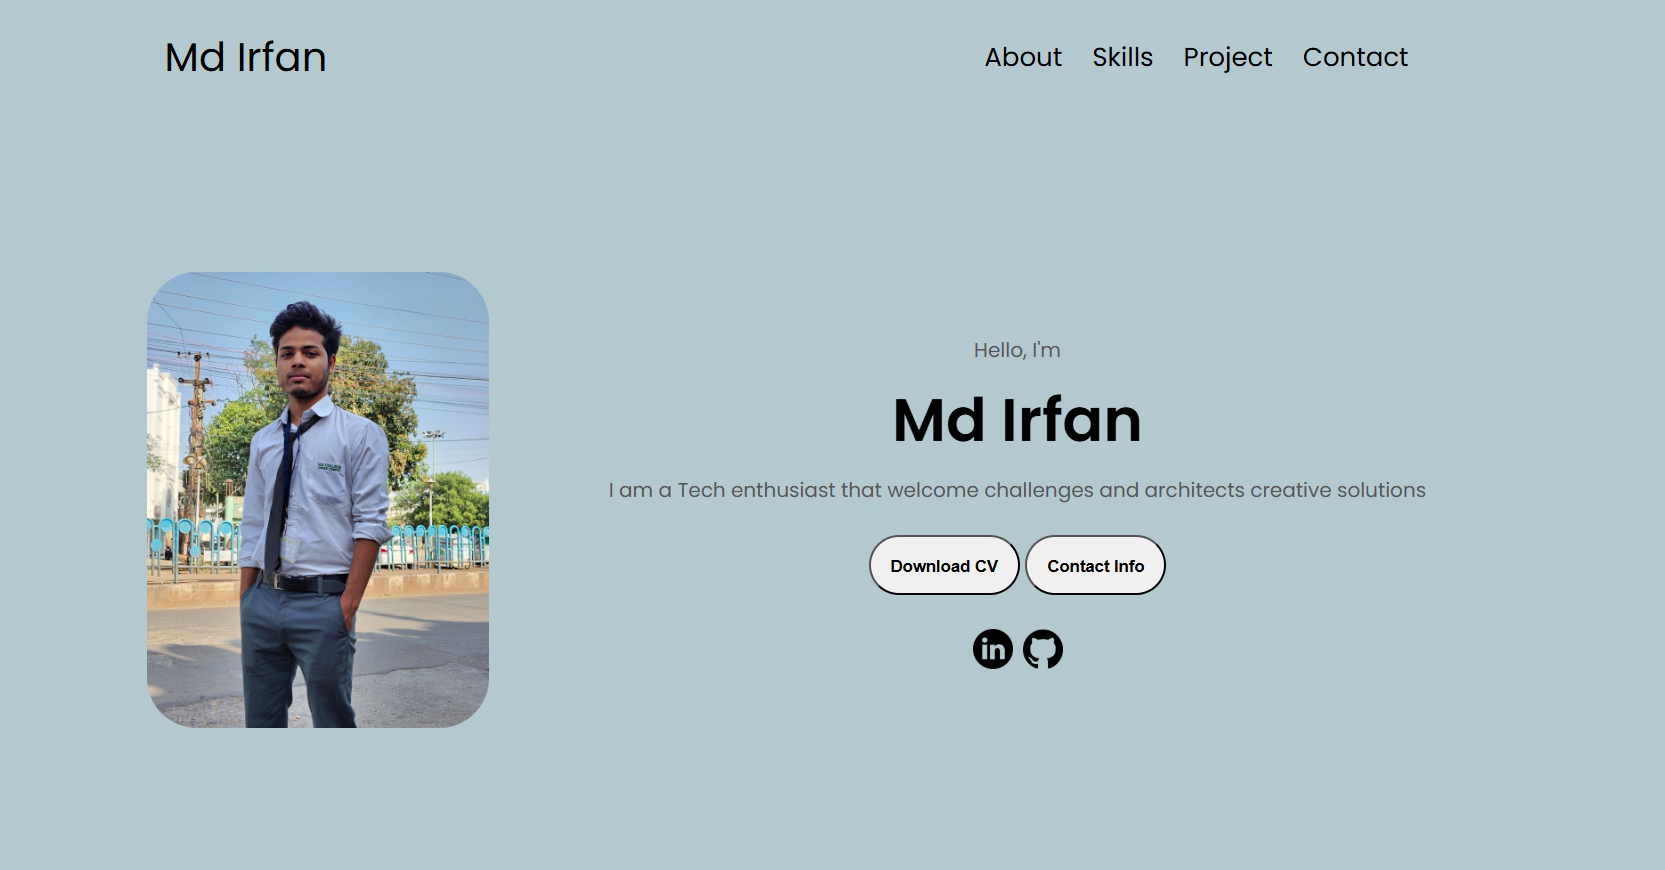 Md Irfan
About Skills Project Contact
Hello, I'm
Md Irfan
I am a Tech enthusiast that welcome challenges and architects creative solutions
Download CV Contact Info
in